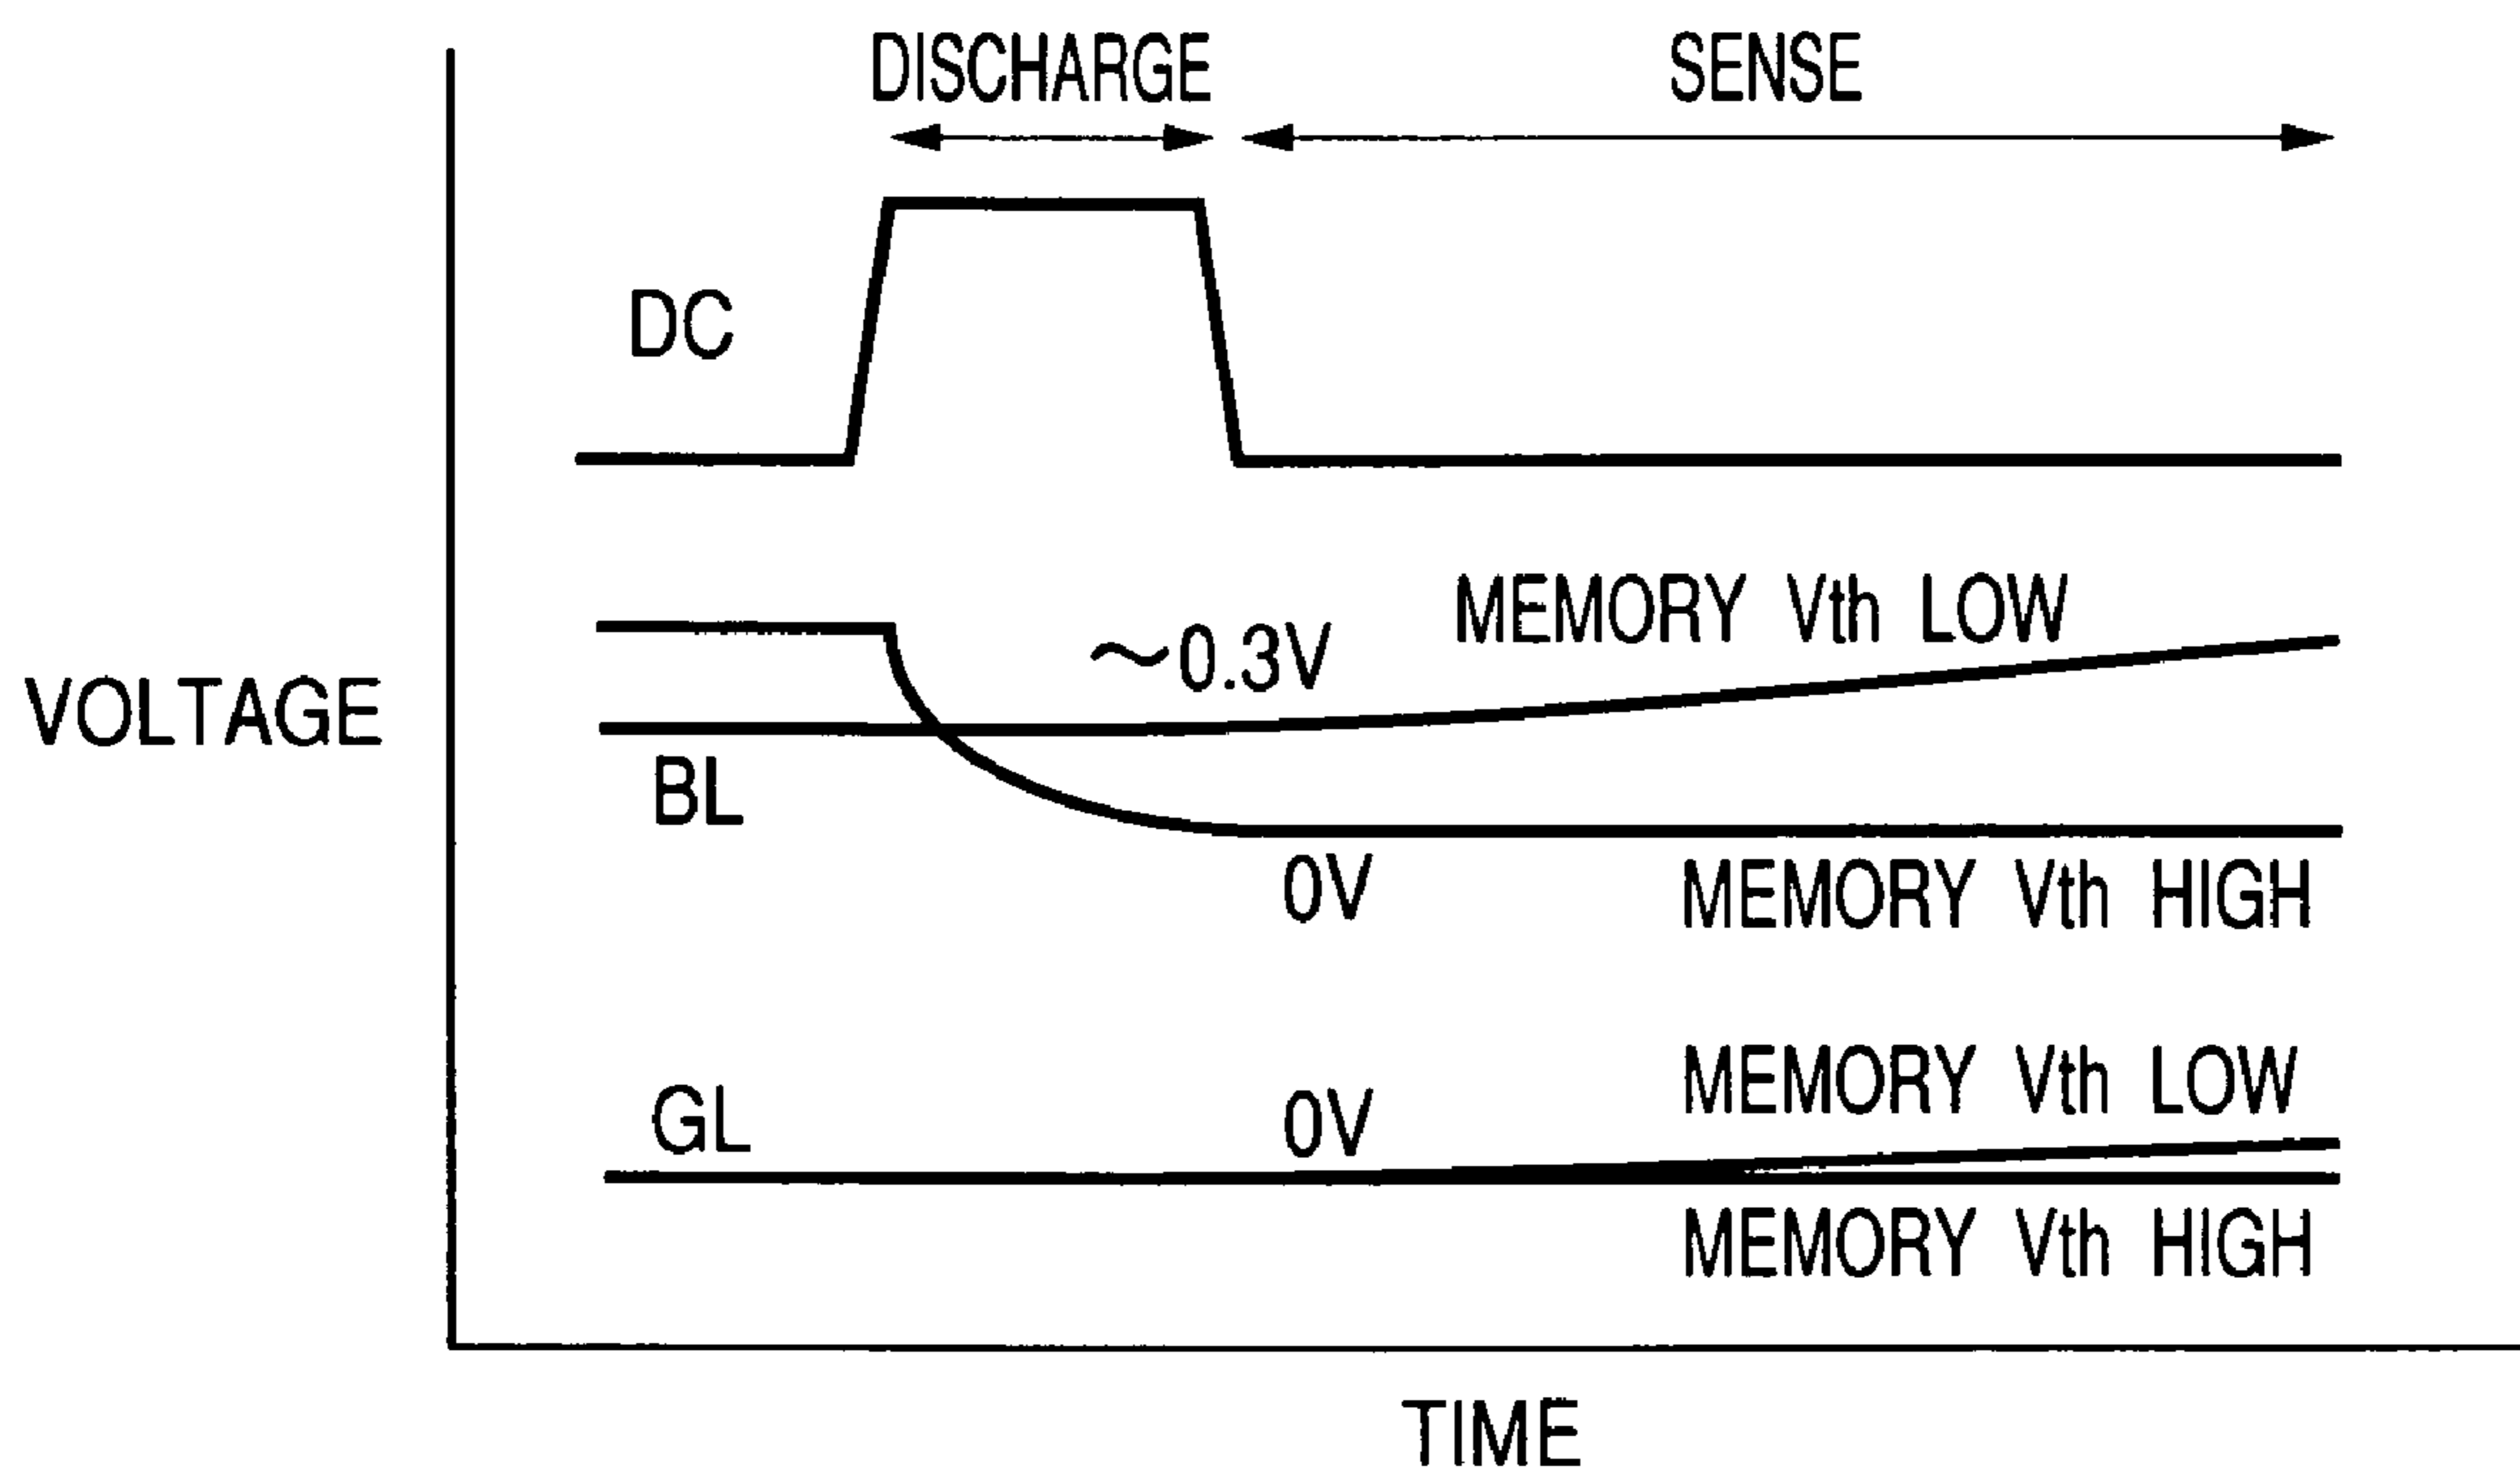 DISCHARGE
SENSE
DC
MEMORY Vth LOW
~0.3V
VOLTAGE
BL
0V
MEMORY Vth HIGH
MEMORY Vth LOW
GL
0V
MEMORY Vth HIGH
TIME